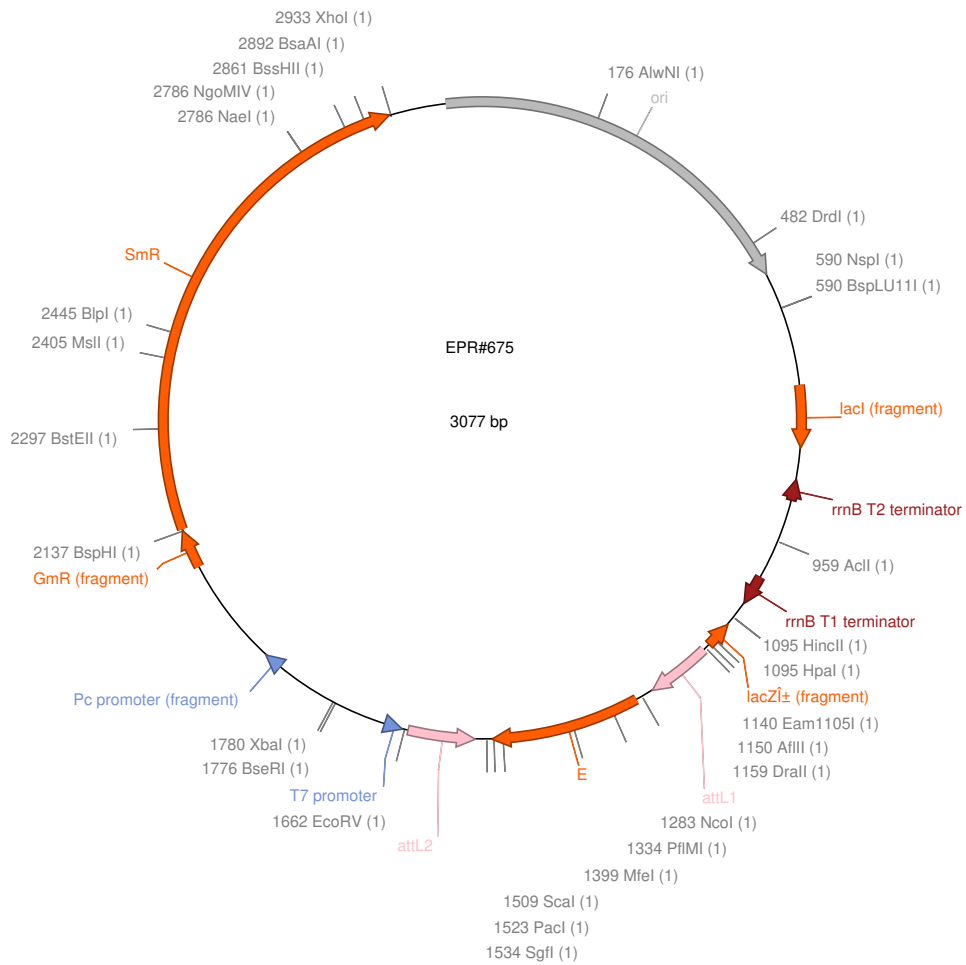 2933 XhoI (1)
2892 BsaAI (1)
2861 BssHII (1)
2786 NgoMIV (1)
2786 NaeI (1)
176 AlwNI (1)
ori
482 DrdI (1)
590 NspI (1)
590 BspLU11I (1)
SmR
2445 BlpI (1)
2405 MslI (1)
2297 BstEII (1)
EPR#675
3077 bp
lacI (fragment)
rrnB T2 terminator
959 AclI (1)
2137 BspHI (1)
GmR (fragment)
rrnB T1 terminator
1095 HincII (1)
1095 HpaI (1)
lacZÎ± (fragment)
Pc promoter (fragment)
1140 Eam1105I (1)
1150 AflII (1)
1159 DraII (1)
1780 XbaI (1)
1776 BseRI (1)
E
T7 promoter
attL1
1662 EcoRV (1)
1283 NcoI (1)
attL2
1334 PflMI (1)
1399 MfeI (1)
1509 ScaI (1)
1523 PacI (1)
1534 SgfI (1)